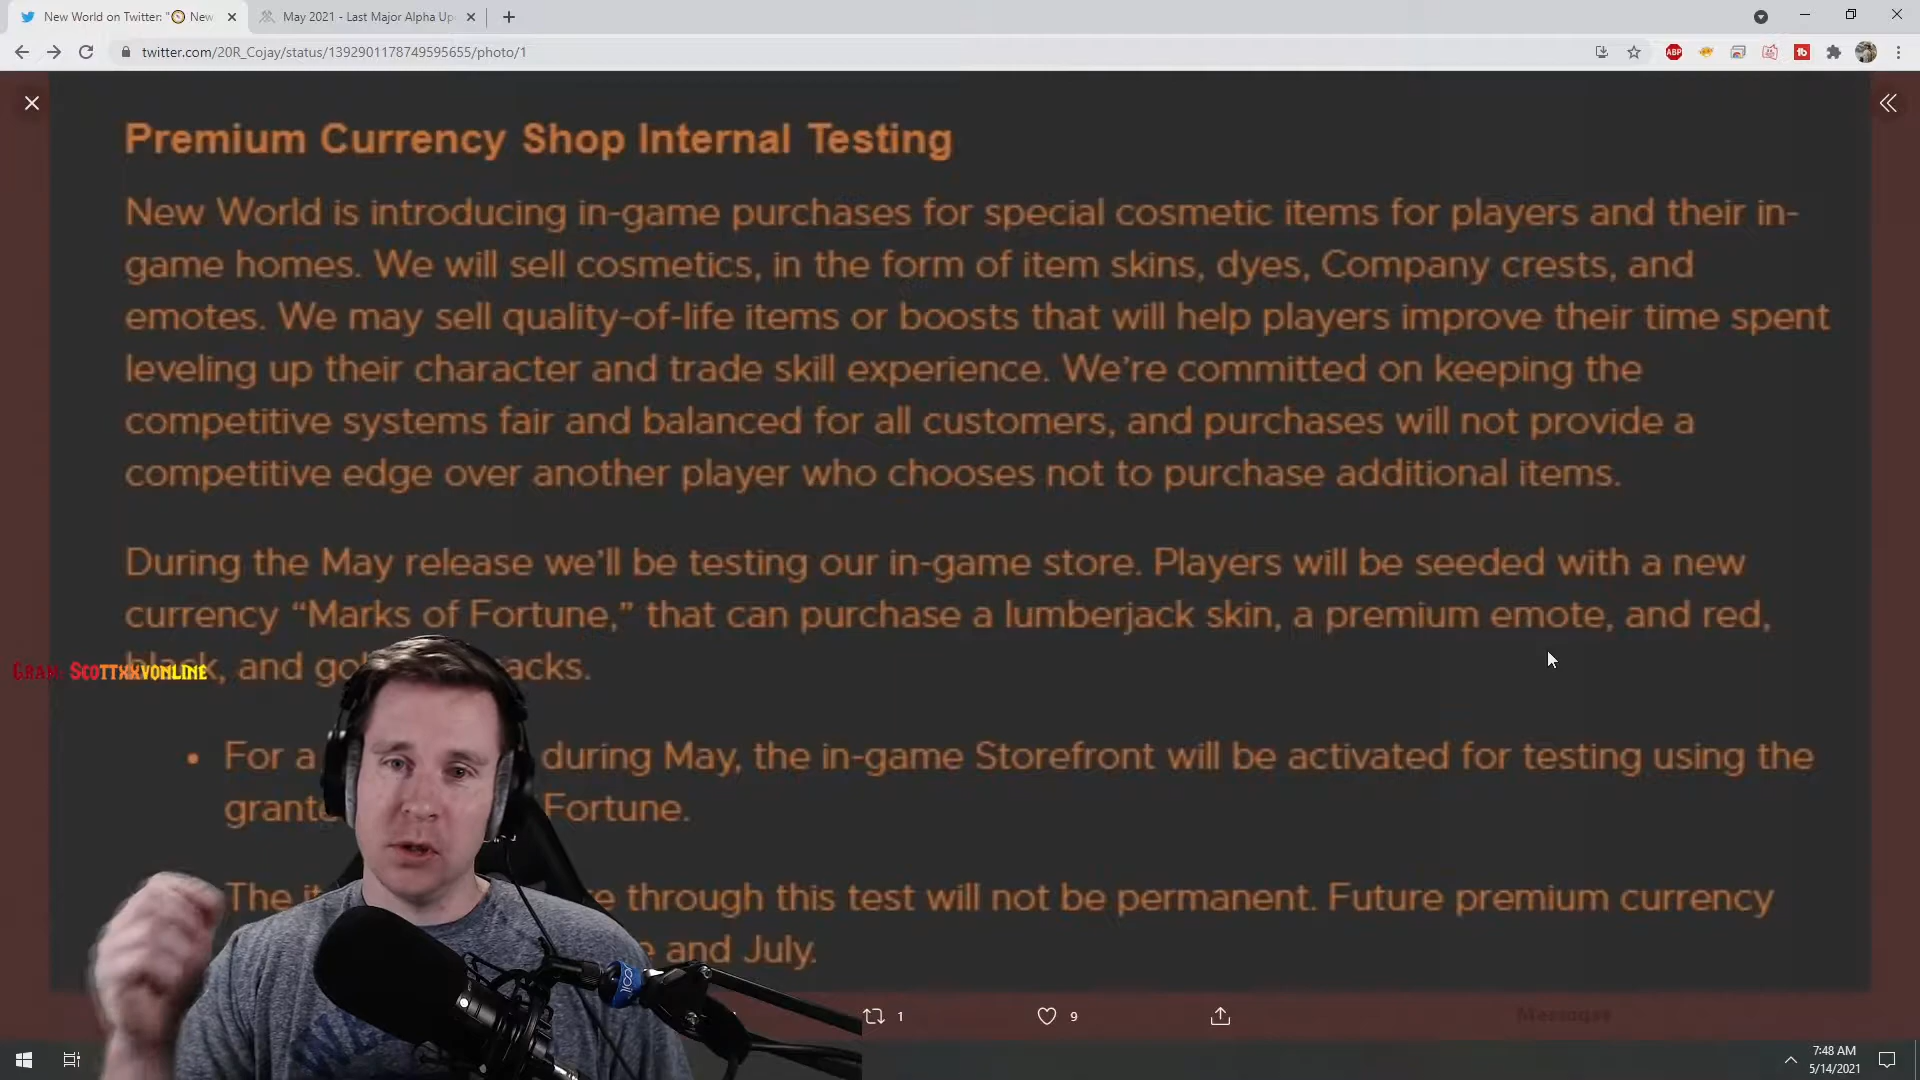 New World on Twitter: "🧭 New
May 2021 - Last Major Alpha Up
twitter.com/20R_Cojay/status/1392901178749595655/photo/1
ABP
Premium Currency Shop Internal Testing
New World is introducing in-game purchases for special cosmetic items for players and their in-
game homes. We will sell cosmetics, in the form of item skins, dyes, Company crests, and
emotes. We may sell quality-of-life items or boosts that will help players improve their time spent
leveling up their character and trade skill experience. We're committed on keeping the
competitive systems fair and balanced for all customers, and purchases will not provide a
competitive edge over another player who chooses not to purchase additional items.
During the May release we'll be testing our in-game store. Players will be seeded with a new
currency “Marks of Fortune,” that can purchase a lumberjack skin, a premium emote, and red,
and
Scottxxvonline
• For a during May, the in-game Storefront will be activated for testing using the
Fortune.
The through this test will not be permanent. Future premium currency
and July.
1
9
Messages
7:48 AM
5/14/2021